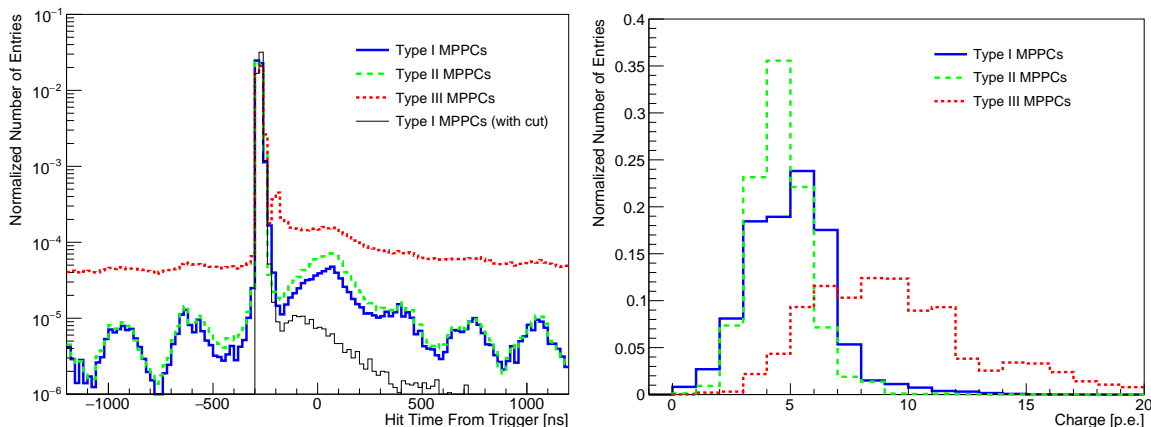 Normalized Number of Entries
10⁻¹
10⁻²
10⁻³
10⁻⁴
10⁻⁵
10⁻⁶
−1000 −500 0 500 1000
Hit Time From Trigger [ns]
Type I MPPCs
Type II MPPCs
Type III MPPCs
Type I MPPCs (with cut)
Normalized Number of Entries
0.4
0.35
0.3
0.25
0.2
0.15
0.1
0.05
0
0 5 10 15 20
Charge [p.e.]
Type I MPPCs
Type II MPPCs
Type III MPPCs